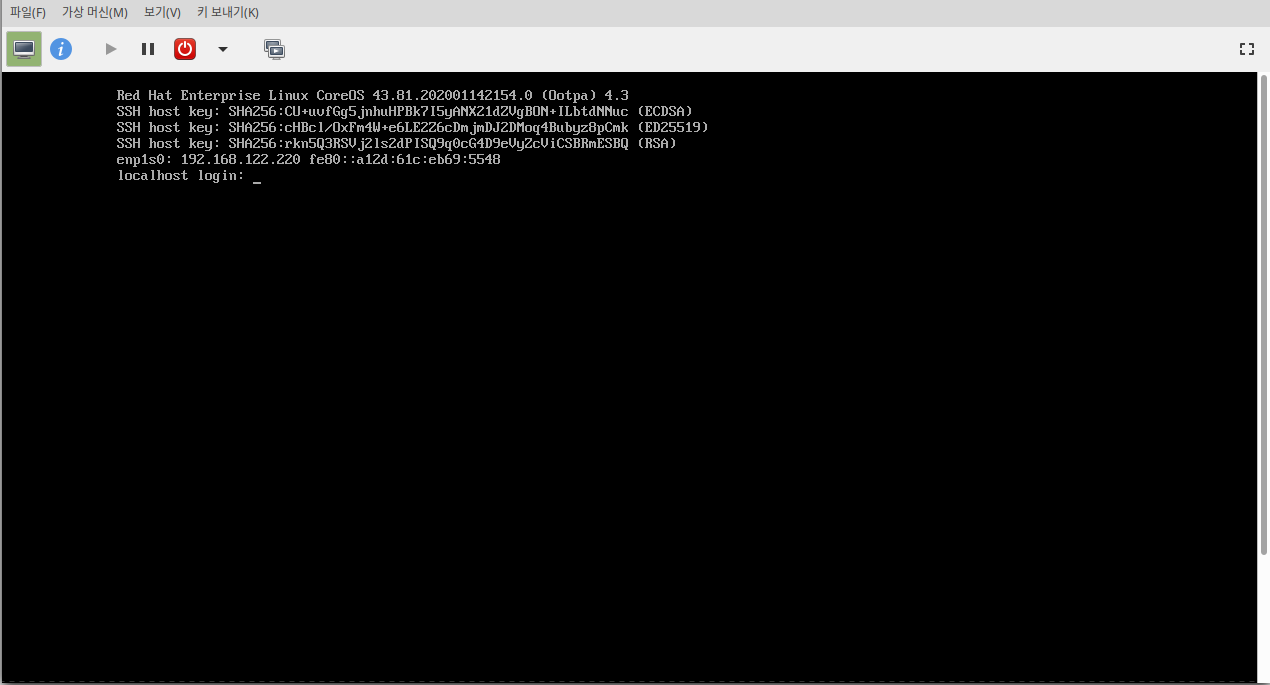 파일(F) 가상 머신(M) 보기(V) 키 보내기(K)
Red Hat Enterprise Linux CoreOS 43.81.202001142154.0 (Ootpa) 4.3
SSH host key: SHA256:CU+uvfGg5jnhuHPBk7I5yANX21dZVgBON+ILbtdNNuc (ECDSA)
SSH host key: SHA256:cHBcl/OxFm4W+e6LE2Z6cDmjmDJ2DMoq4Bubyz8pCmk (ED25519)
SSH host key: SHA256:rkn5Q3RSVj2lsZdPISQ9q0cG4D9eVyZcViCSBRmESBQ (RSA)
enp1s0: 192.168.122.220 fe80::a12d:61c:eb69:5548
localhost login: _